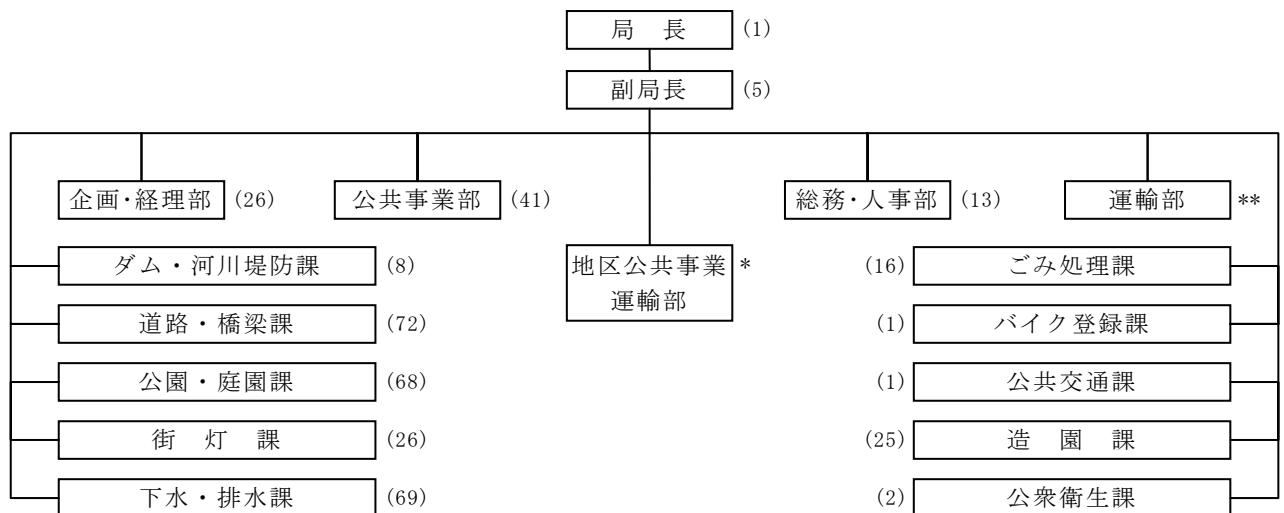 局　長 (1)
副局長 (5)
企画・経理部 (26) 公共事業部 (41) 総務・人事部 (13) 運輸部 **
ダム・河川堤防課 (8)
道路・橋梁課 (72)
公園・庭園課 (68)
街　灯　課 (26)
下水・排水課 (69)
地区公共事業 *
運輸部
(16) ごみ処理課
(1) バイク登録課
(1) 公共交通課
(25) 造　園　課
(2) 公衆衛生課